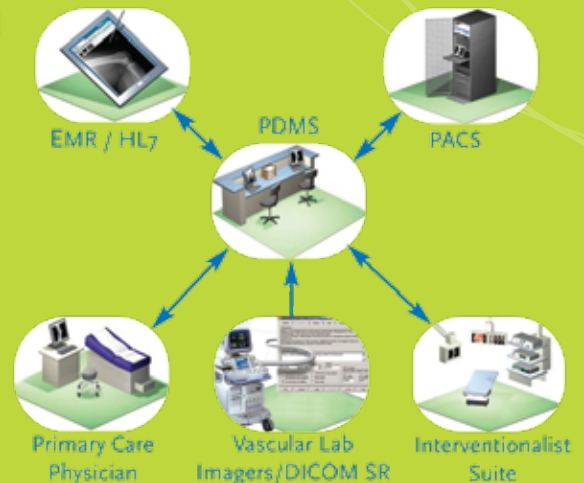 PDMS
EMR / HL7
PACS
Primary Care
Physician
Vascular Lab
Imagers/DICOM SR
Interventionalist
Suite